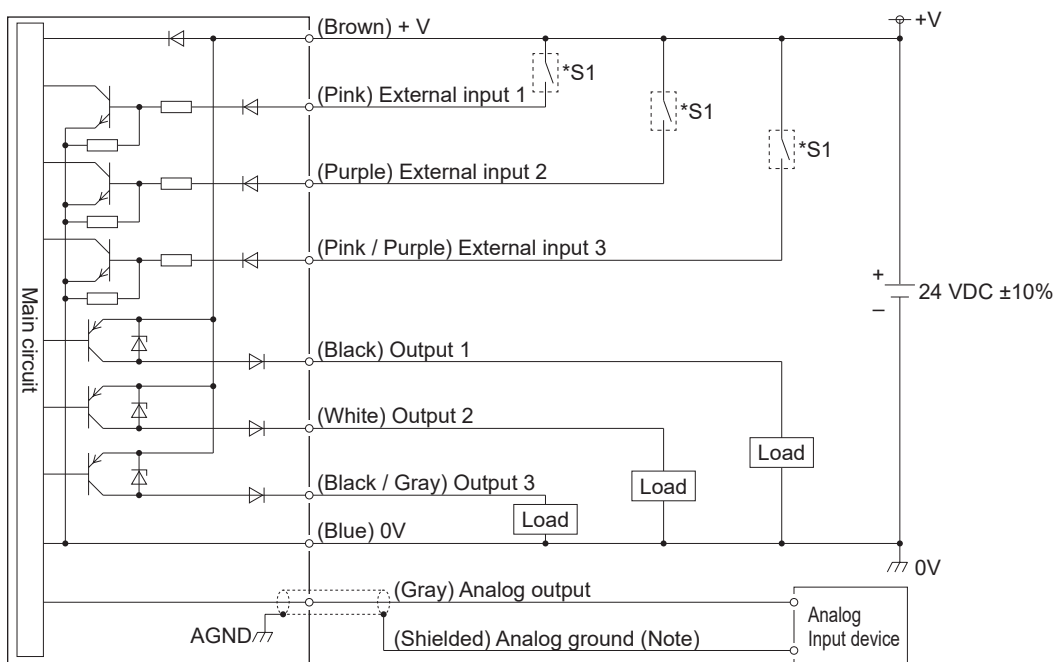 (Brown) + V
+V
*S1
(Pink) External input 1
*S1
*S1
(Purple) External input 2
(Pink / Purple) External input 3
+
24 VDC ±10%
–
Main circuit
(Black) Output 1
(White) Output 2
Load
(Black / Gray) Output 3
Load
Load
(Blue) 0V
0V
(Gray) Analog output
Analog
Input device
AGND
(Shielded) Analog ground (Note)